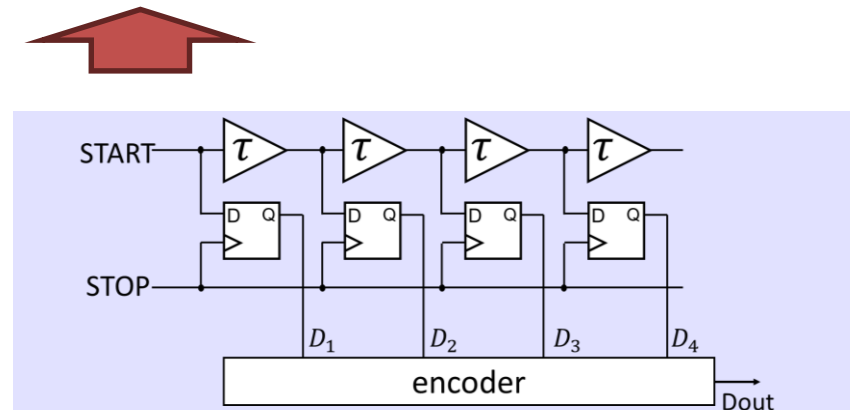 START τ τ τ τ
D Q D Q D Q D Q
STOP
D₁ D₂ D₃ D₄
encoder
Dout